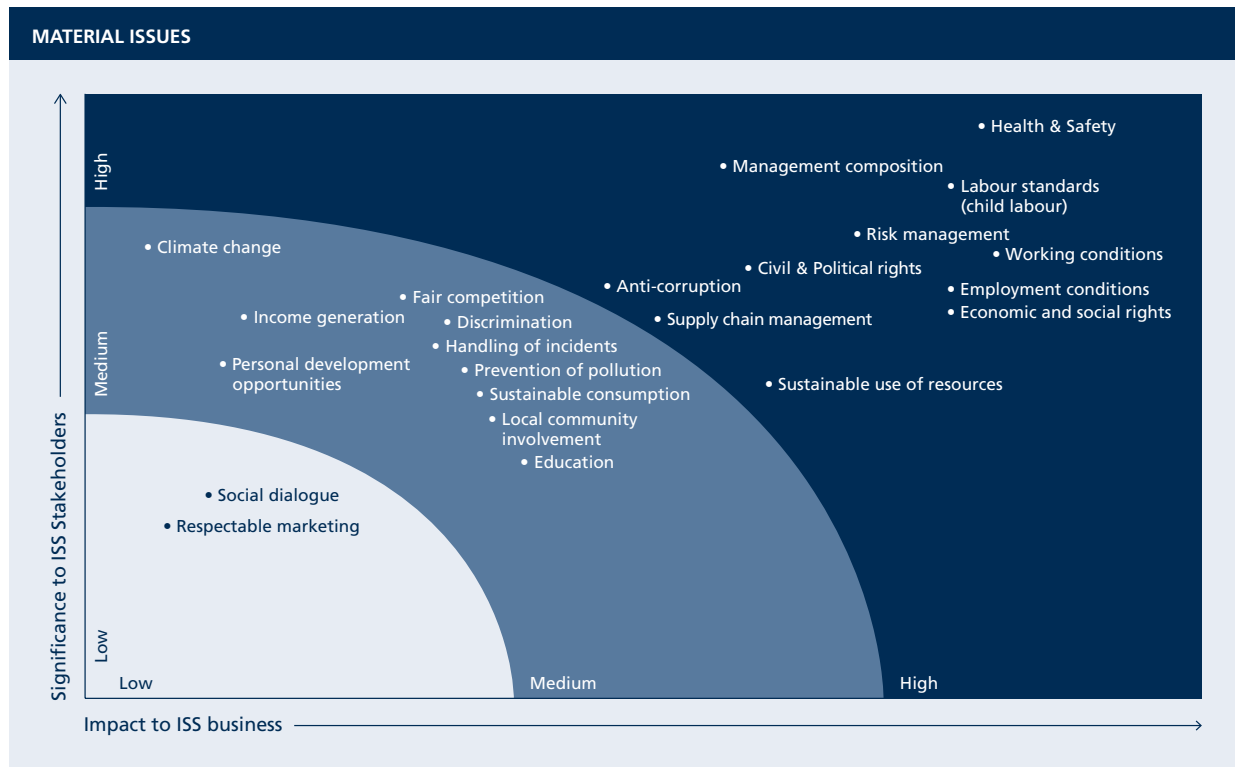 MATERIAL ISSUES
Significance to ISS Stakeholders
High
Medium
Low
• Health & Safety
• Management composition
• Labour standards
(child labour)
• Risk management
• Climate change
• Working conditions
• Civil & Political rights
• Anti-corruption
• Employment conditions
• Fair competition
• Economic and social rights
• Income generation
• Supply chain management
• Discrimination
• Handling of incidents
• Personal development
opportunities
• Prevention of pollution
• Sustainable use of resources
• Sustainable consumption
• Local community
involvement
• Education
• Social dialogue
• Respectable marketing
Low
Medium
High
Impact to ISS business